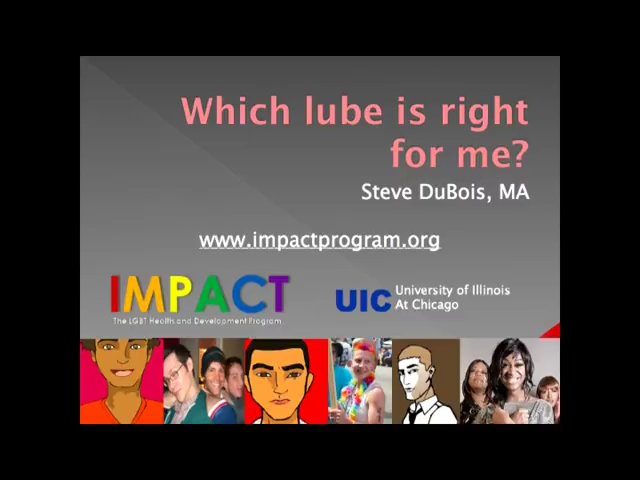 Which lube is right
for me?
Steve DuBois, MA
www.impactprogram.org
IMPACT
The LGBT Health and Development Program
UIC
University of Illinois
At Chicago